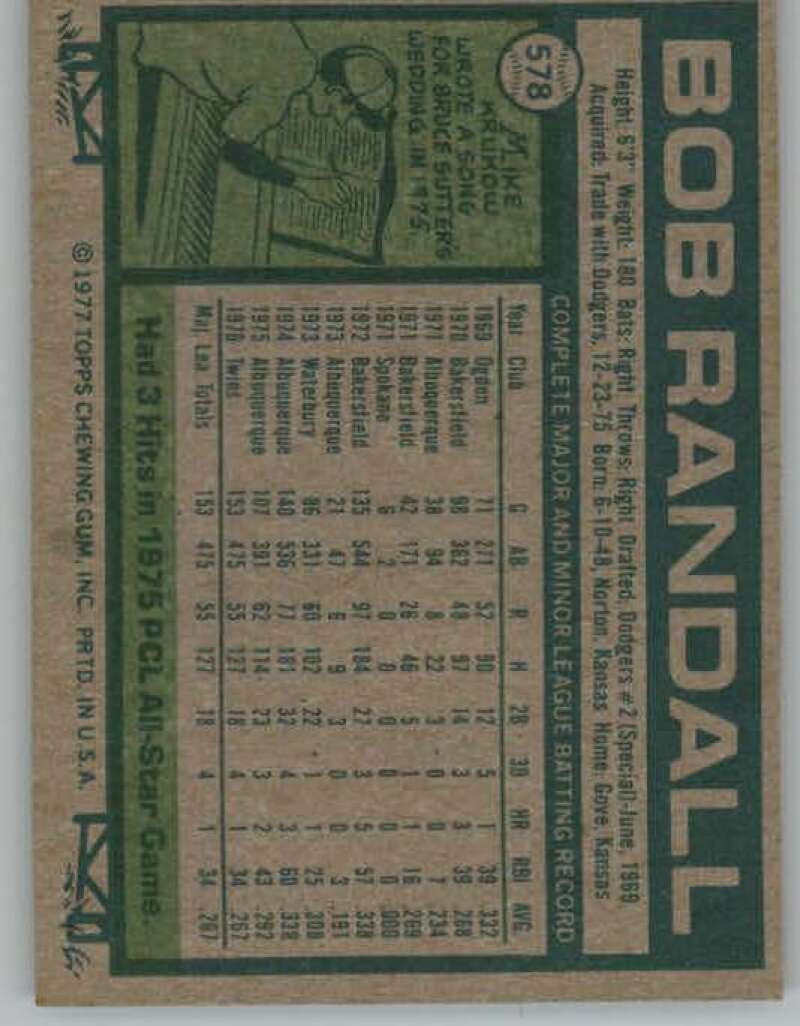 578
BOB RANDALL
Height: 6'3" Weight: 180 Bats: Right Throws: Right Drafted: Dodgers #2 (Special)-June, 1969
Acquired: Trade with Dodgers, 12-23-75 Born: 6-10-48, Norton, Kansas Home: Gove, Kansas
COMPLETE MAJOR AND MINOR LEAGUE BATTING RECORD
MIKE
KRUKOW
WROTE A SONG
FOR BRUCE SUTTER'S
WEDDING IN 1975.
Year Club G AB R H 2B 3B HR RBI AVG.
1969 Ogden 71 271 52 90 12 5 1 39 .332
1970 Bakersfield 98 362 48 97 14 3 3 39 .268
1971 Albuquerque 38 94 8 22 3 0 0 7 .234
1971 Bakersfield 42 171 26 46 5 1 1 16 .269
1971 Spokane 6 2 0 0 0 0 0 0 .000
1972 Bakersfield 135 544 97 184 27 3 5 57 .338
1973 Albuquerque 21 47 6 9 3 0 0 3 .191
1973 Waterbury 86 331 60 102 22 1 1 25 .308
1974 Albuquerque 140 536 77 181 32 4 3 60 .338
1975 Albuquerque 107 391 62 114 23 3 2 43 .292
1976 Twins 153 475 55 127 18 4 1 34 .267
Maj. Lea. Totals 153 475 55 127 18 4 1 34 .267
Had 3 Hits in 1975 PCL All-Star Game.
©1977 TOPPS CHEWING GUM, INC. PRTD. IN U.S.A.